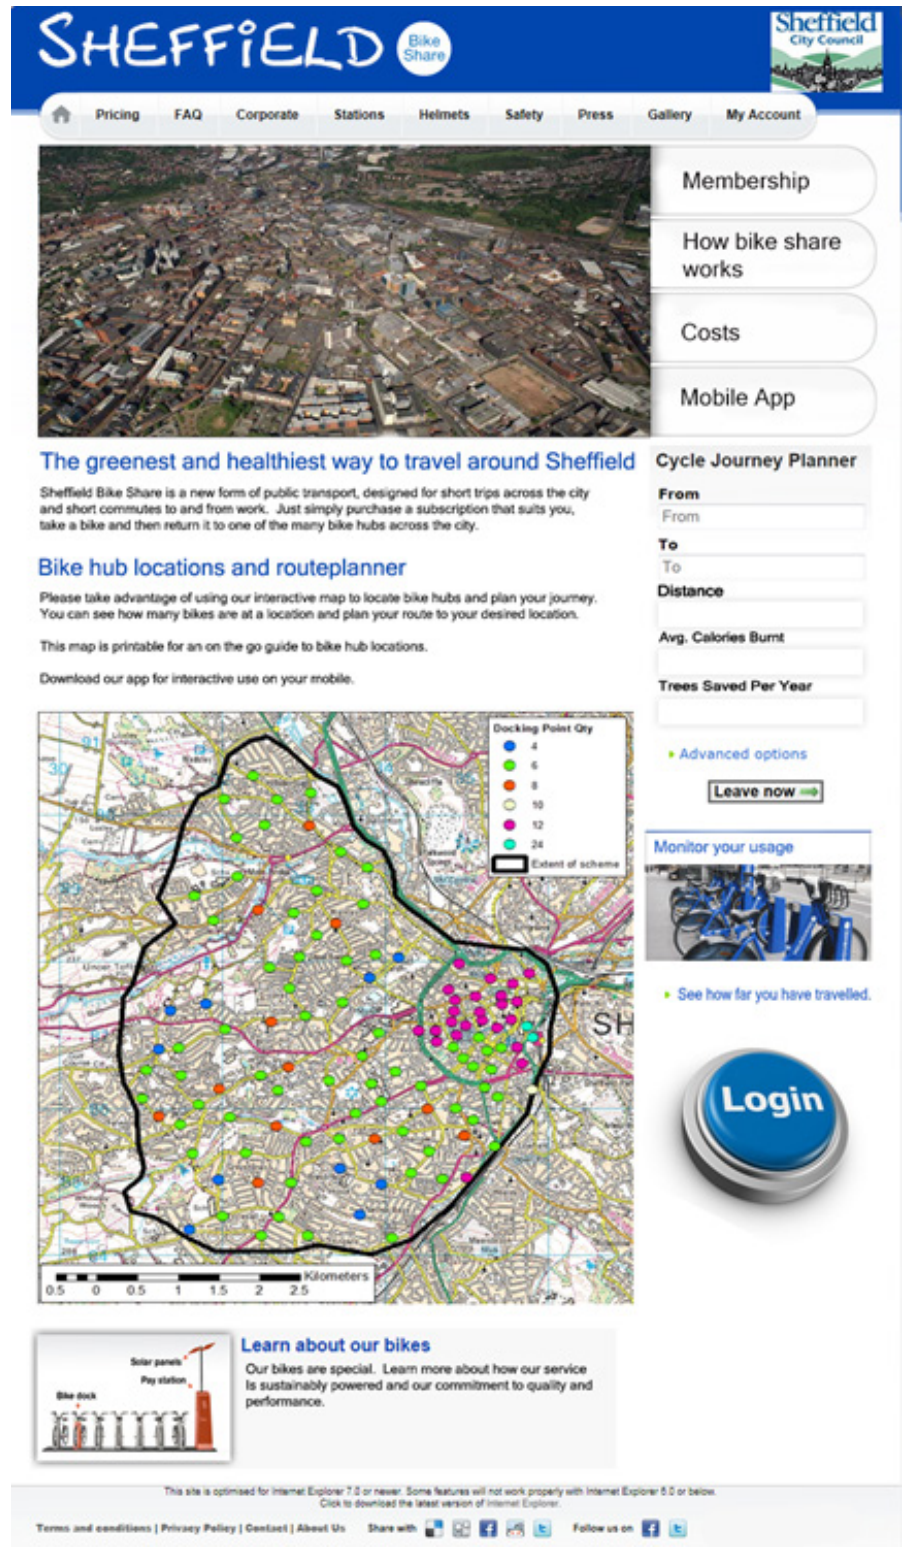 SHEFFiELD
Bike
Share
Sheffield
City Council
Pricing FAQ Corporate Stations Helmets Safety Press Gallery My Account
Membership
How bike share
works
Costs
Mobile App
The greenest and healthiest way to travel around Sheffield
Sheffield Bike Share is a new form of public transport, designed for short trips across the city
and short commutes to and from work. Just simply purchase a subscription that suits you,
take a bike and then return it to one of the many bike hubs across the city.
Bike hub locations and routeplanner
Please take advantage of using our interactive map to locate bike hubs and plan your journey.
You can see how many bikes are at a location and plan your route to your desired location.
This map is printable for an on the go guide to bike hub locations.
Download our app for interactive use on your mobile.
Cycle Journey Planner
From
From
To
To
Distance
Avg. Calories Burnt
Trees Saved Per Year
Advanced options
Leave now
Docking Point Qty
4
6
8
10
12
24
Extent of scheme
SH
Kilometers
0.5 0 0.5 1 1.5 2 2.5
Monitor your usage
See how far you have travelled.
Login
Solar panels
Pay station
Bike dock
Learn about our bikes
Our bikes are special. Learn more about how our service
Is sustainably powered and our commitment to quality and
performance.
This site is optimised for Internet Explorer 7.0 or newer. Some features will not work properly with Internet Explorer 6.0 or below.
Click to download the latest version of Internet Explorer.
Terms and conditions | Privacy Policy | Contact | About Us Share with Follow us on